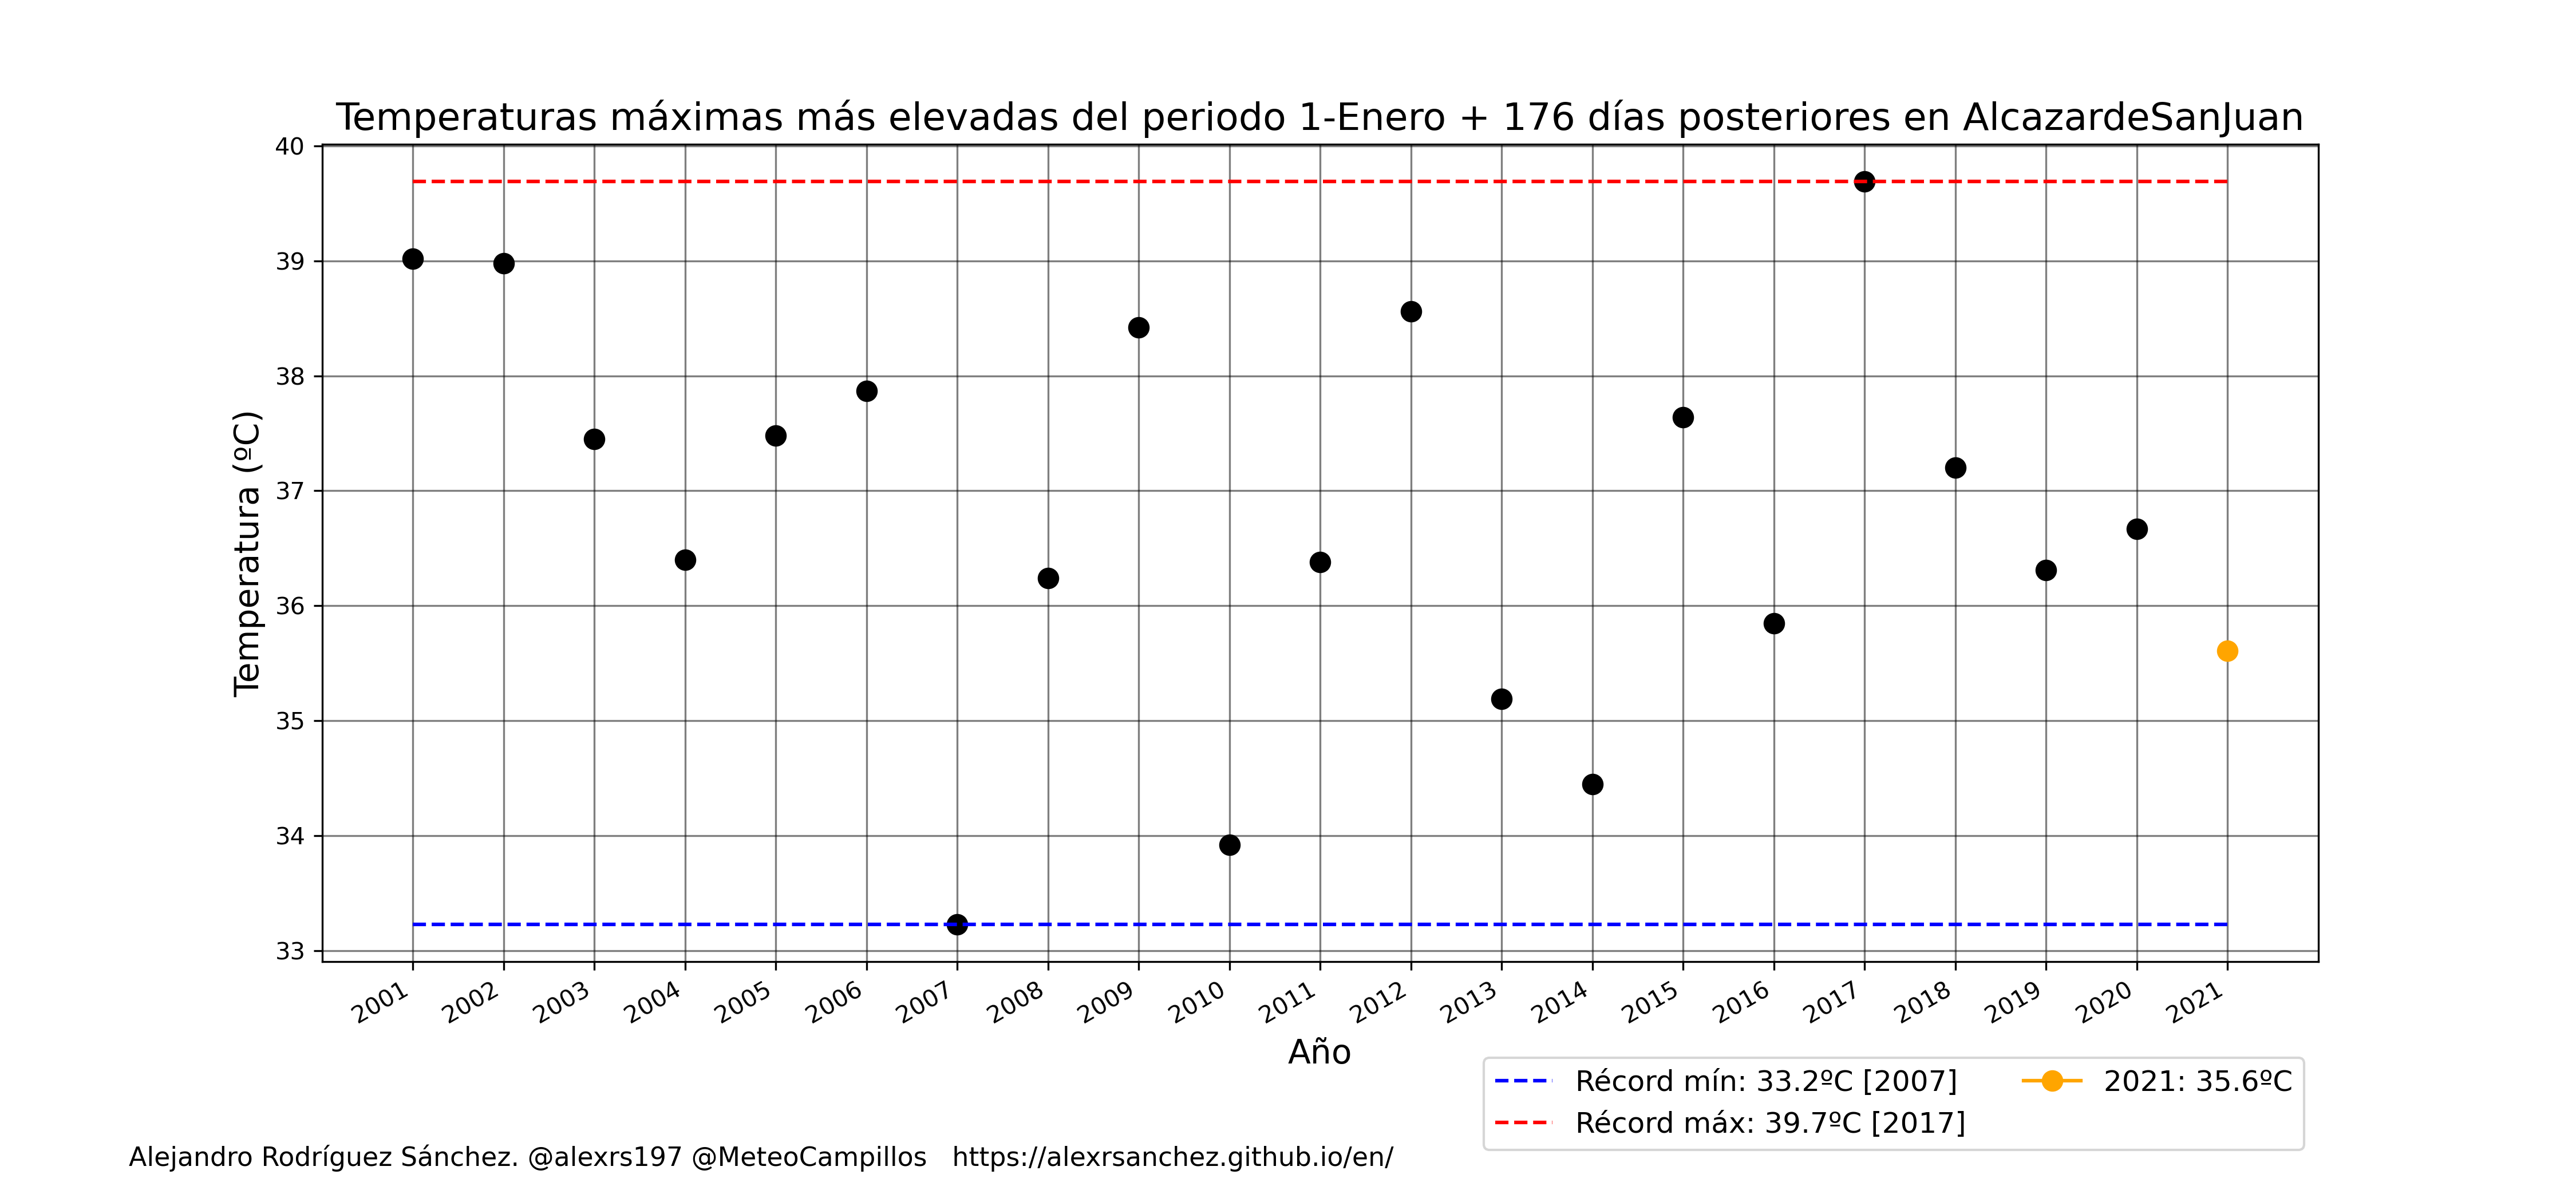 Temperaturas máximas más elevadas del periodo 1-Enero + 176 días posteriores en AlcazardeSanJuan
Temperatura (ºC)
40
39
38
37
36
35
34
33
2001 2002 2003 2004 2005 2006 2007 2008 2009 2010 2011 2012 2013 2014 2015 2016 2017 2018 2019 2020 2021
Año
Récord mín: 33.2ºC [2007]
Récord máx: 39.7ºC [2017]
2021: 35.6ºC
Alejandro Rodríguez Sánchez. @alexrs197 @MeteoCampillos https://alexrsanchez.github.io/en/